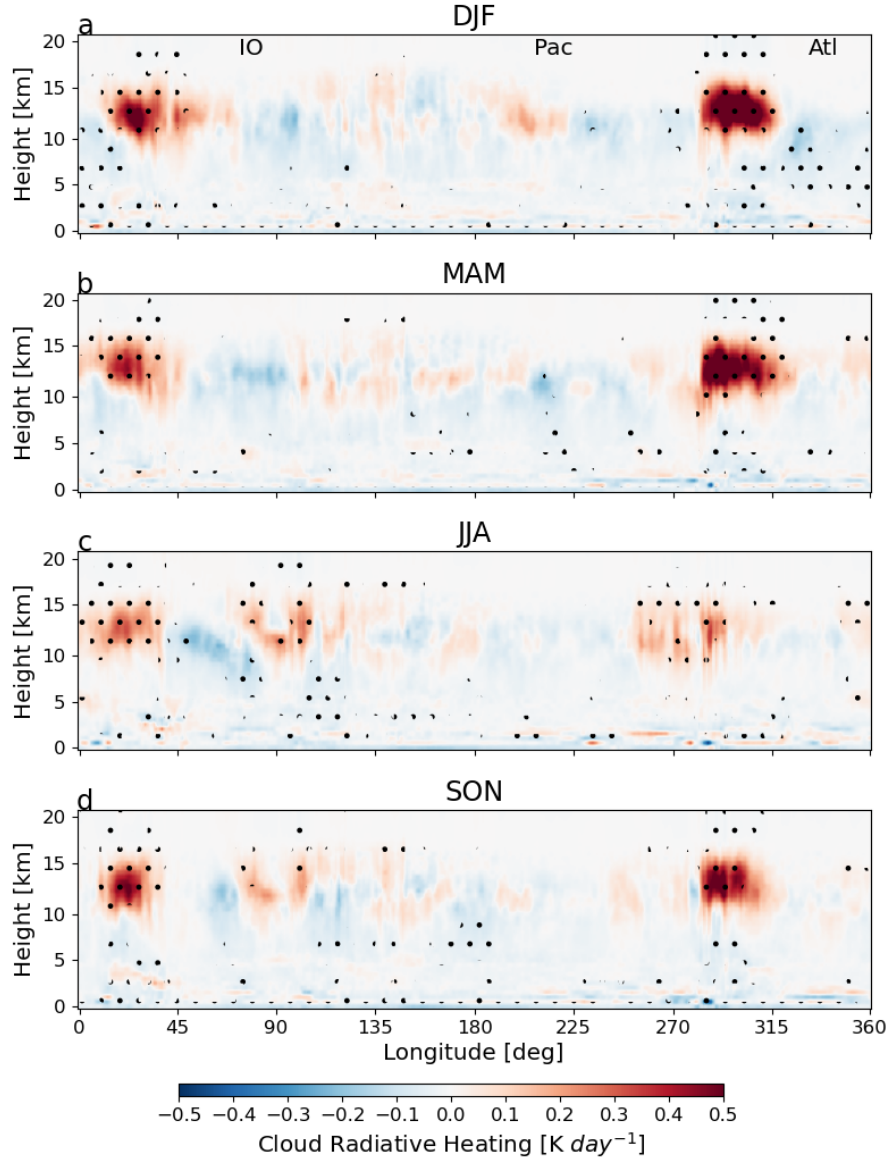 a DJF
IO Pac Atl
20
15
10
5
0
Height [km]
b MAM
20
15
10
5
0
Height [km]
c JJA
20
15
10
5
0
Height [km]
d SON
20
15
10
5
0
Height [km]
0 45 90 135 180 225 270 315 360
Longitude [deg]
−0.5 −0.4 −0.3 −0.2 −0.1 0.0 0.1 0.2 0.3 0.4 0.5
Cloud Radiative Heating [K day⁻¹]